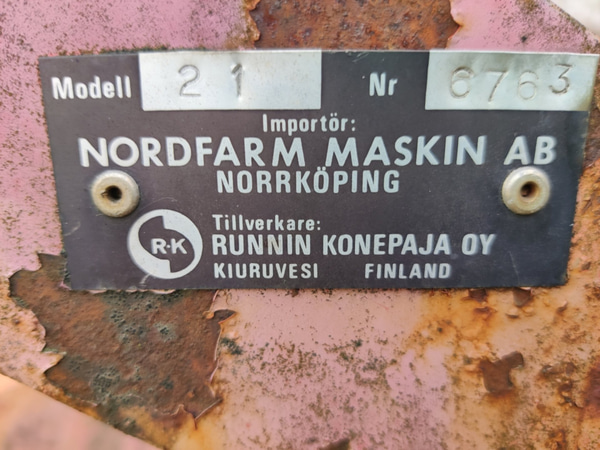 Modell 21 Nr 6763
Importör:
NORDFARM MASKIN AB
NORRKÖPING
R-K
Tillverkare:
RUNNIN KONEPAJA OY
KIURUVESI FINLAND